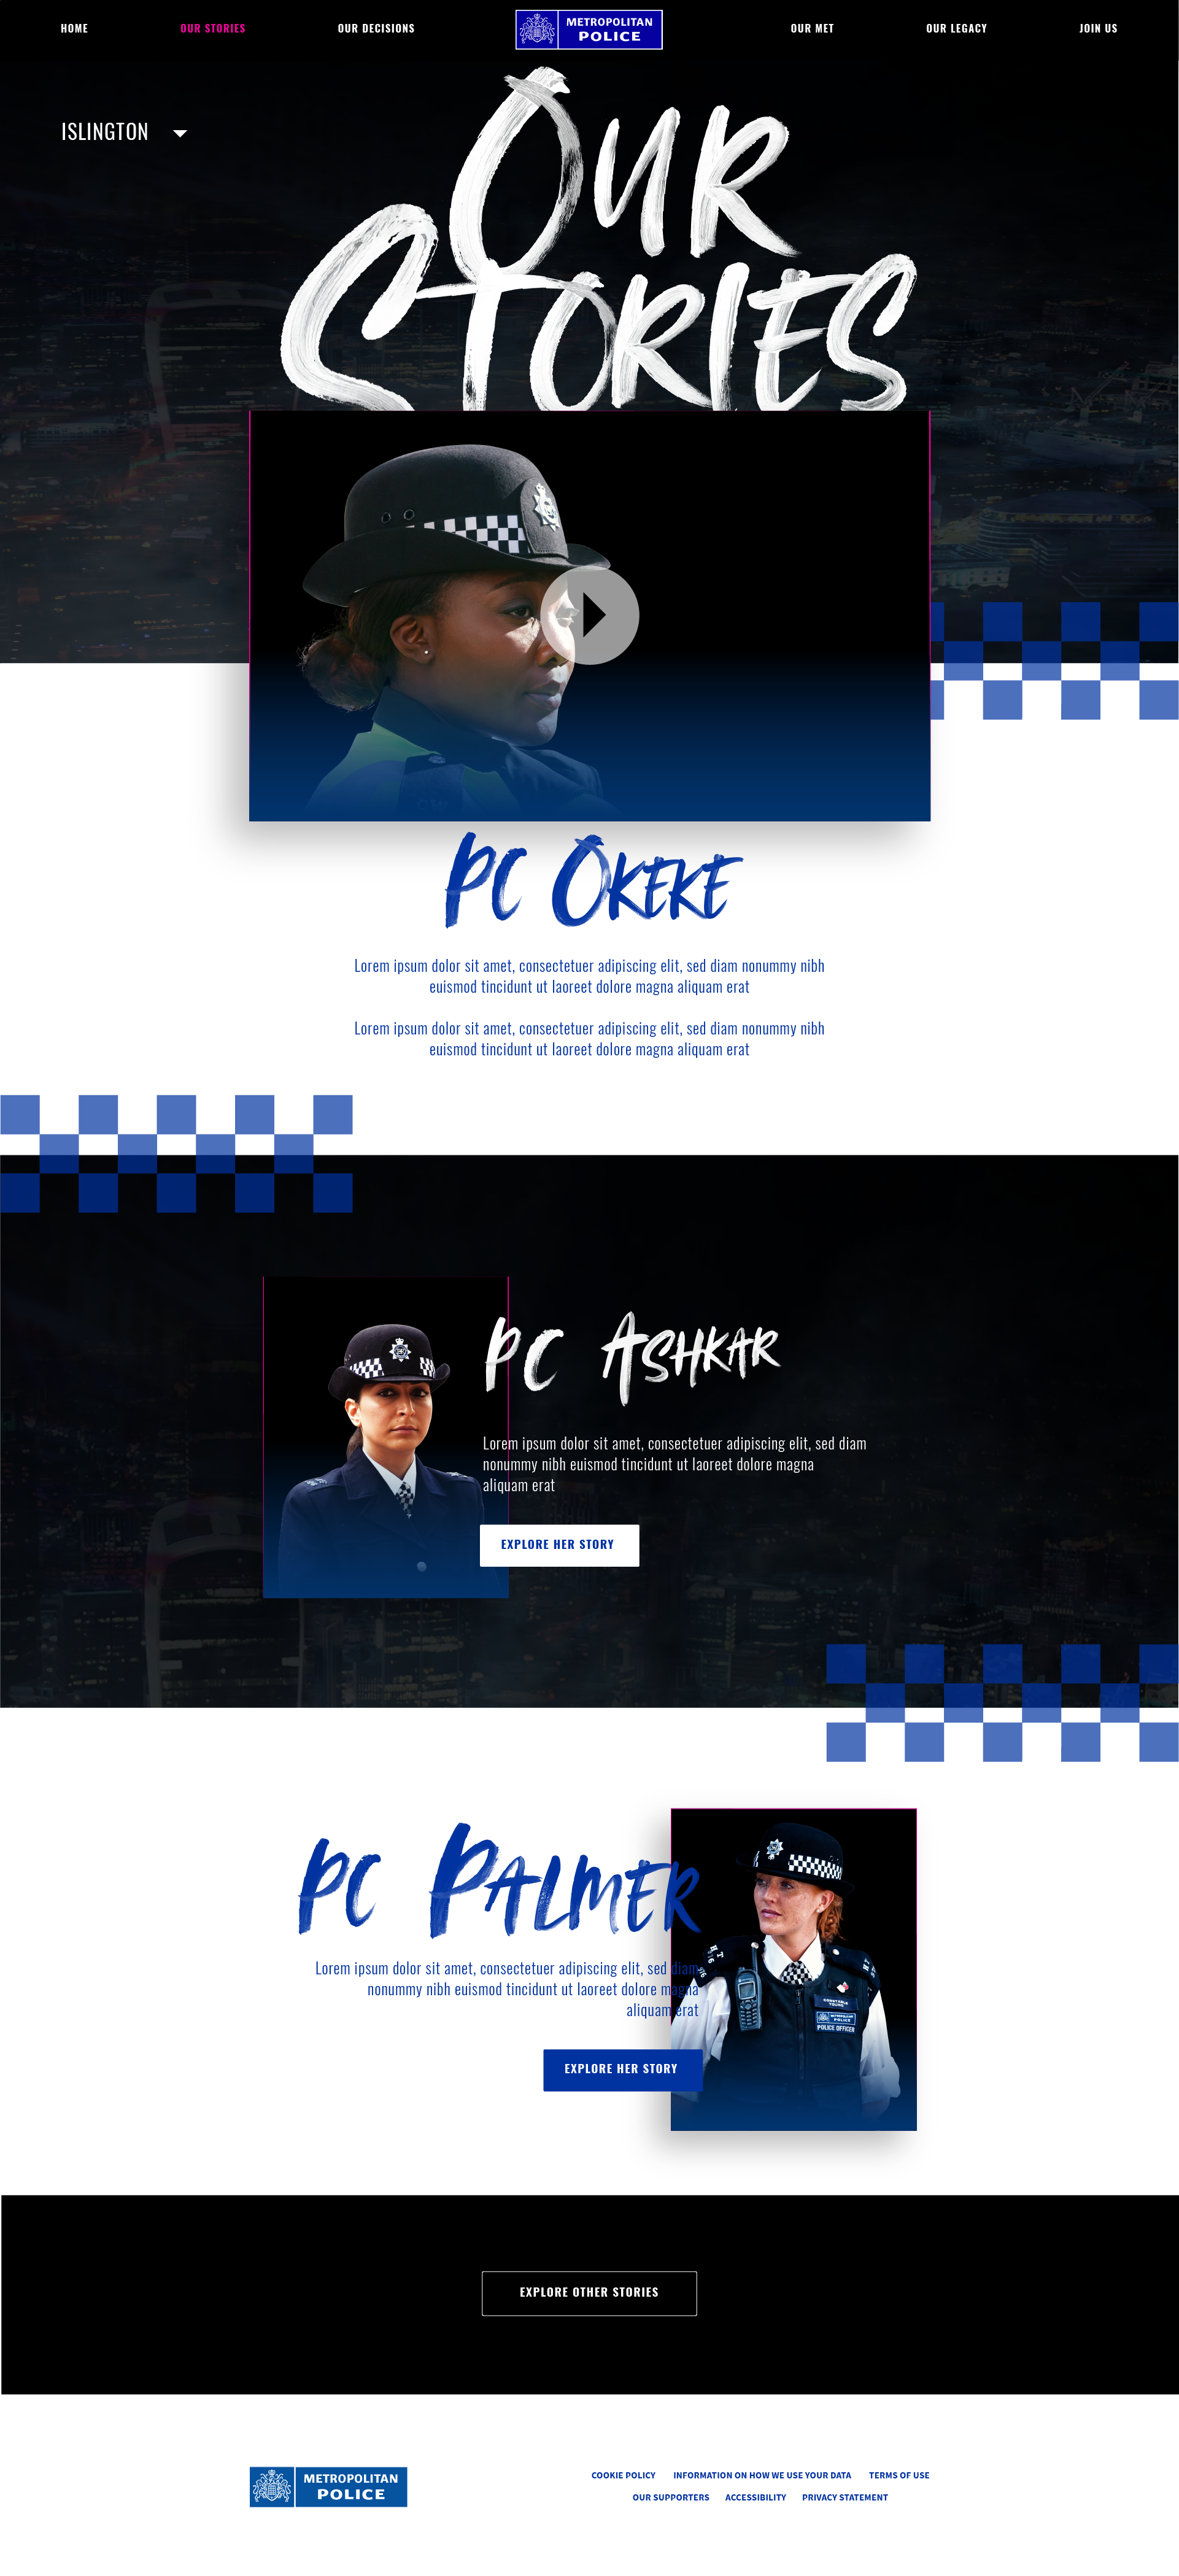 HOME
OUR STORIES
OUR DECISIONS
METROPOLITAN
POLICE
OUR MET
OUR LEGACY
JOIN US
ISLINGTON
OUR
STORIES
PC OKEKE
Lorem ipsum dolor sit amet, consectetuer adipiscing elit, sed diam nonummy nibh
euismod tincidunt ut laoreet dolore magna aliquam erat
Lorem ipsum dolor sit amet, consectetuer adipiscing elit, sed diam nonummy nibh
euismod tincidunt ut laoreet dolore magna aliquam erat
PC ASHKAR
Lorem ipsum dolor sit amet, consectetuer adipiscing elit, sed diam
nonummy nibh euismod tincidunt ut laoreet dolore magna
aliquam erat
EXPLORE HER STORY
PC PALMER
Lorem ipsum dolor sit amet, consectetuer adipiscing elit, sed diam
nonummy nibh euismod tincidunt ut laoreet dolore magna
aliquam erat
CONSTABLE
POLICE OFFICER
EXPLORE HER STORY
EXPLORE OTHER STORIES
METROPOLITAN
POLICE
COOKIE POLICY
INFORMATION ON HOW WE USE YOUR DATA
TERMS OF USE
OUR SUPPORTERS
ACCESSIBILITY
PRIVACY STATEMENT